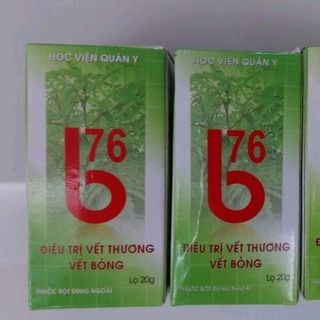 HỌC VIỆN QUÂN Y
b76
ĐIỀU TRỊ VẾT THƯƠNG
VẾT BỎNG
Lọ 20g
THUỐC BỘT DÙNG NGOÀI
HỌC VIỆN QUÂN Y
b76
ĐIỀU TRỊ VẾT THƯƠNG
VẾT BỎNG
Lọ 20g
THUỐC BỘT DÙNG NGOÀI